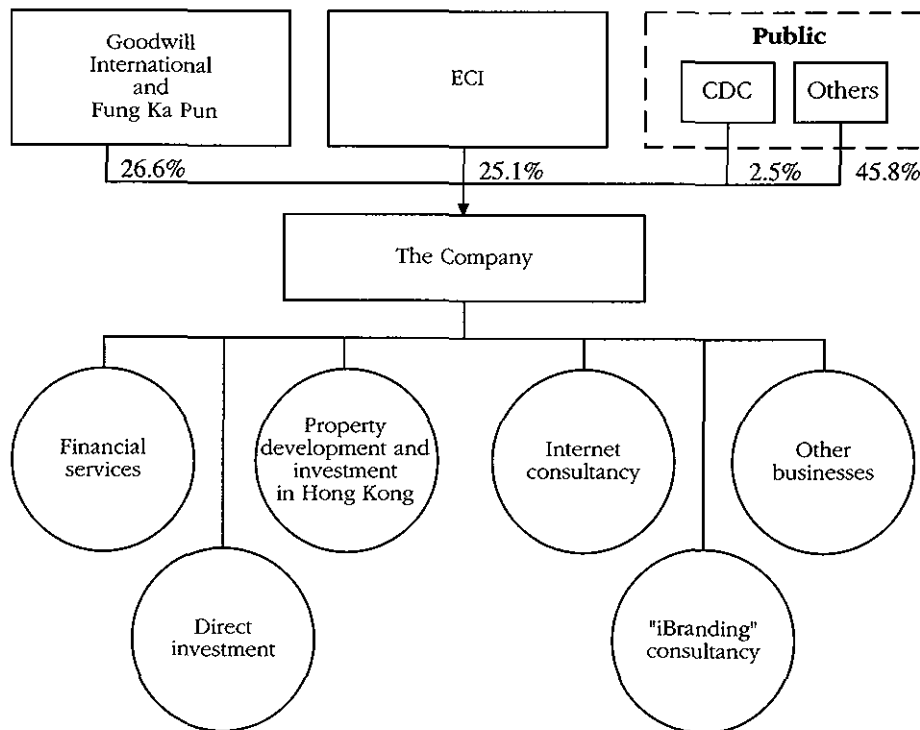 Goodwill
International
and
Fung Ka Pun
ECI
Public
CDC
Others
26.6%
25.1%
2.5%
45.8%
The Company
Financial
services
Property
development and
investment
in Hong Kong
Internet
consultancy
Other
businesses
Direct
investment
"iBranding"
consultancy